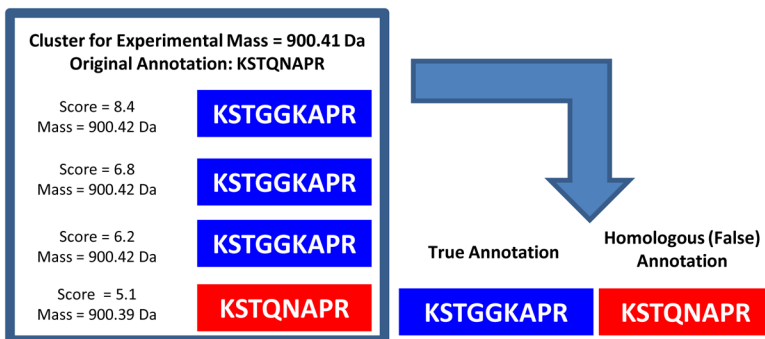 Cluster for Experimental Mass = 900.41 Da
Original Annotation: KSTQNAPR
Score = 8.4
Mass = 900.42 Da
KSTGGKAPR
Score = 6.8
Mass = 900.42 Da
KSTGGKAPR
Score = 6.2
Mass = 900.42 Da
KSTGGKAPR
Score = 5.1
Mass = 900.39 Da
KSTQNAPR
True Annotation
Homologous (False)
Annotation
KSTGGKAPR
KSTQNAPR